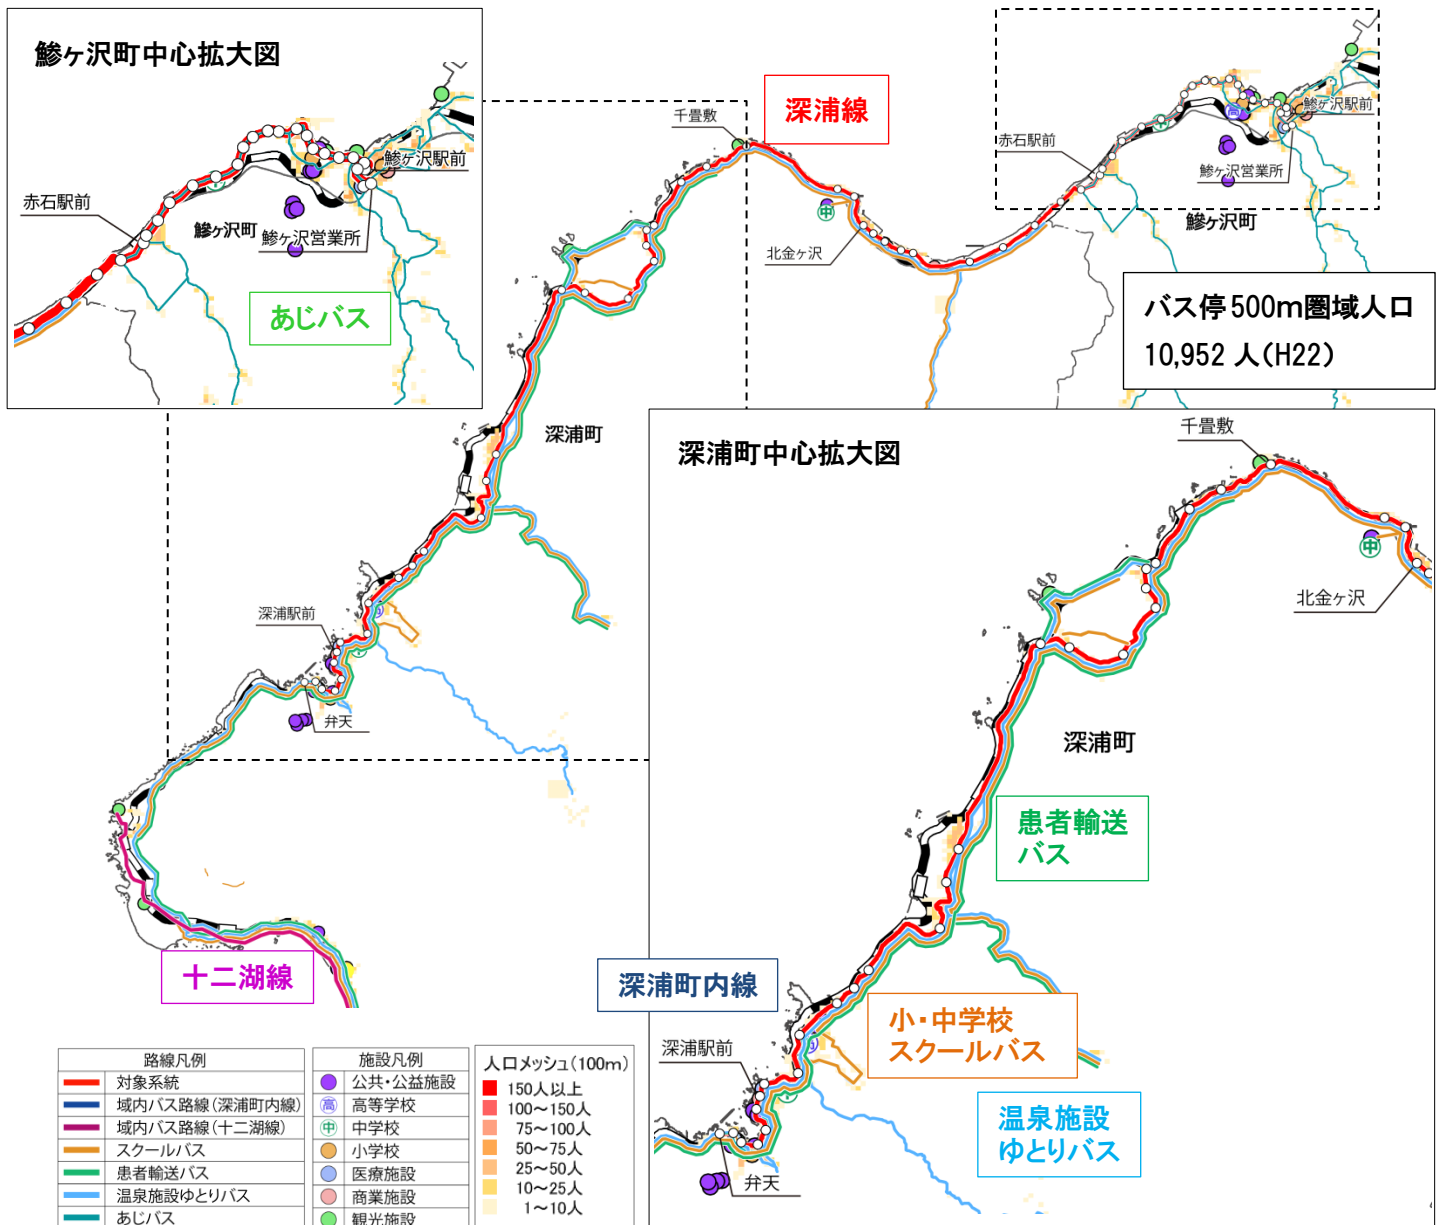 鰺ヶ沢町中心拡大図
赤石駅前
鰺ヶ沢町
鰺ヶ沢営業所
鰺ヶ沢駅前
あじバス
千畳敷
深浦線
中
北金ヶ沢
赤石駅前
高
中
鰺ヶ沢駅前
鰺ヶ沢営業所
鰺ヶ沢町
バス停500m圏域人口
10,952 人(H22)
深浦町
深浦駅前
弁天
十二湖線
深浦町中心拡大図
千畳敷
中
北金ヶ沢
深浦町
患者輸送
バス
深浦町内線
小・中学校
スクールバス
深浦駅前
温泉施設
ゆとりバス
弁天
路線凡例
対象系統
域内バス路線(深浦町内線)
域内バス路線(十二湖線)
スクールバス
患者輸送バス
温泉施設ゆとりバス
あじバス
施設凡例
公共・公益施設
高 高等学校
中 中学校
小学校
医療施設
商業施設
観光施設
人口メッシュ(100m)
150人以上
100～150人
75～100人
50～75人
25～50人
10～25人
1～10人